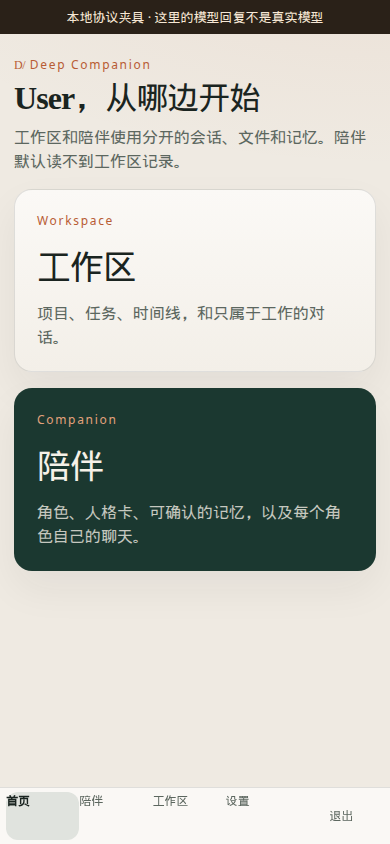 本地协议夹具 · 这里的模型回复不是真实模型
D/ Deep Companion
User，从哪边开始
工作区和陪伴使用分开的会话、文件和记忆。陪伴
默认读不到工作区记录。
Workspace
工作区
项目、任务、时间线，和只属于工作的对
话。
Companion
陪伴
角色、人格卡、可确认的记忆，以及每个角
色自己的聊天。
首页
陪伴
工作区
设置
退出